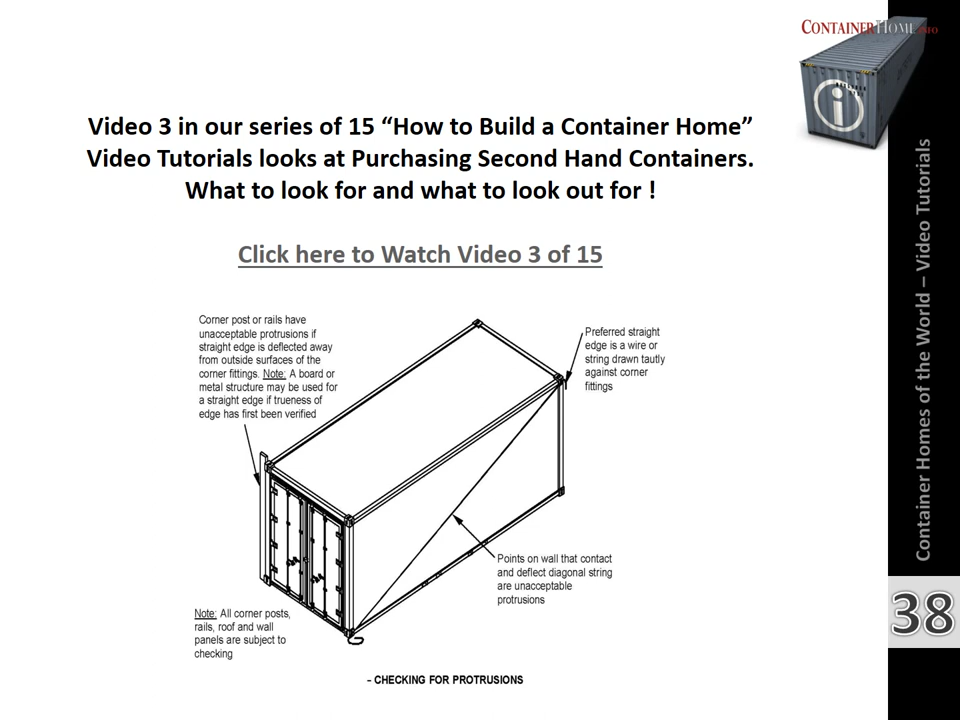 CONTAINERHOME.INFO
Video 3 in our series of 15 “How to Build a Container Home”
Video Tutorials looks at Purchasing Second Hand Containers.
What to look for and what to look out for !
Click here to Watch Video 3 of 15
Corner post or rails have
unacceptable protrusions if
straight edge is deflected away
from outside surfaces of the
corner fittings. Note: A board or
metal structure may be used for
a straight edge if trueness of
edge has first been verified
Preferred straight
edge is a wire or
string drawn tautly
against corner
fittings
Points on wall that contact
and deflect diagonal string
are unacceptable
protrusions
Note: All corner posts,
rails, roof and wall
panels are subject to
checking
- CHECKING FOR PROTRUSIONS
Container Homes of the World – Video Tutorials
38